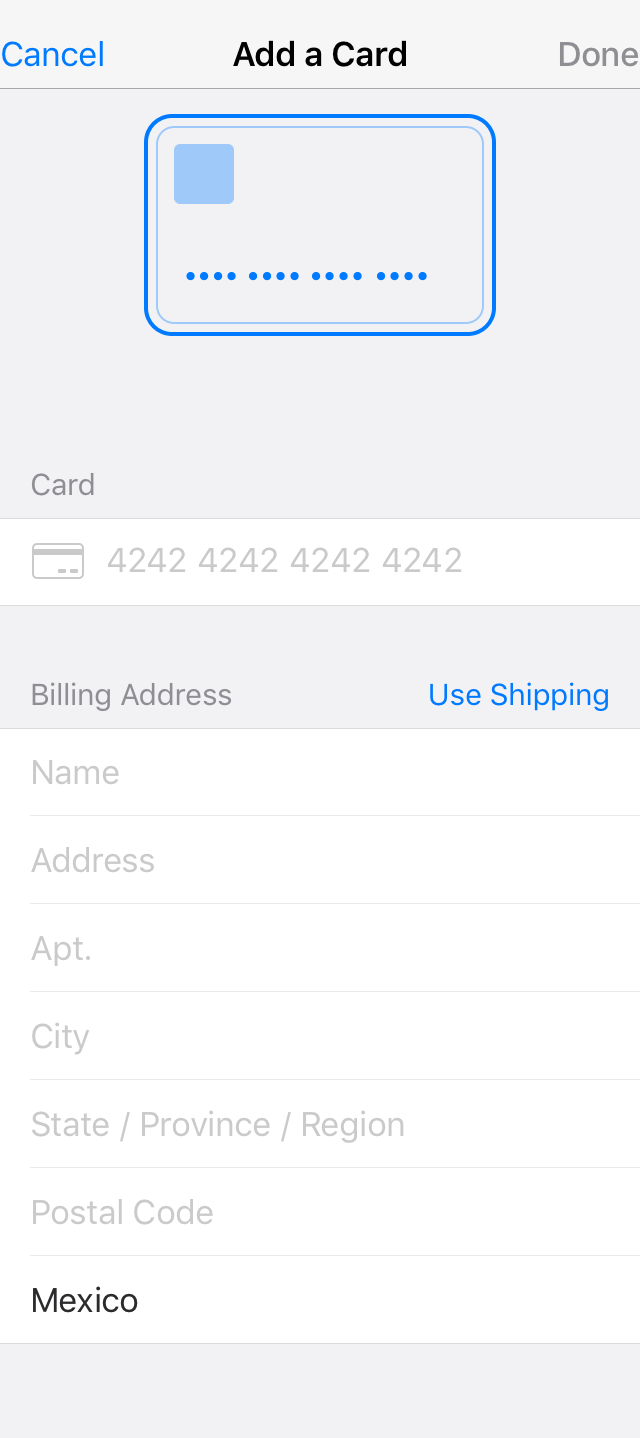 Cancel Add a Card Done
•••• •••• •••• ••••
Card
4242 4242 4242 4242
Billing Address Use Shipping
Name
Address
Apt.
City
State / Province / Region
Postal Code
Mexico